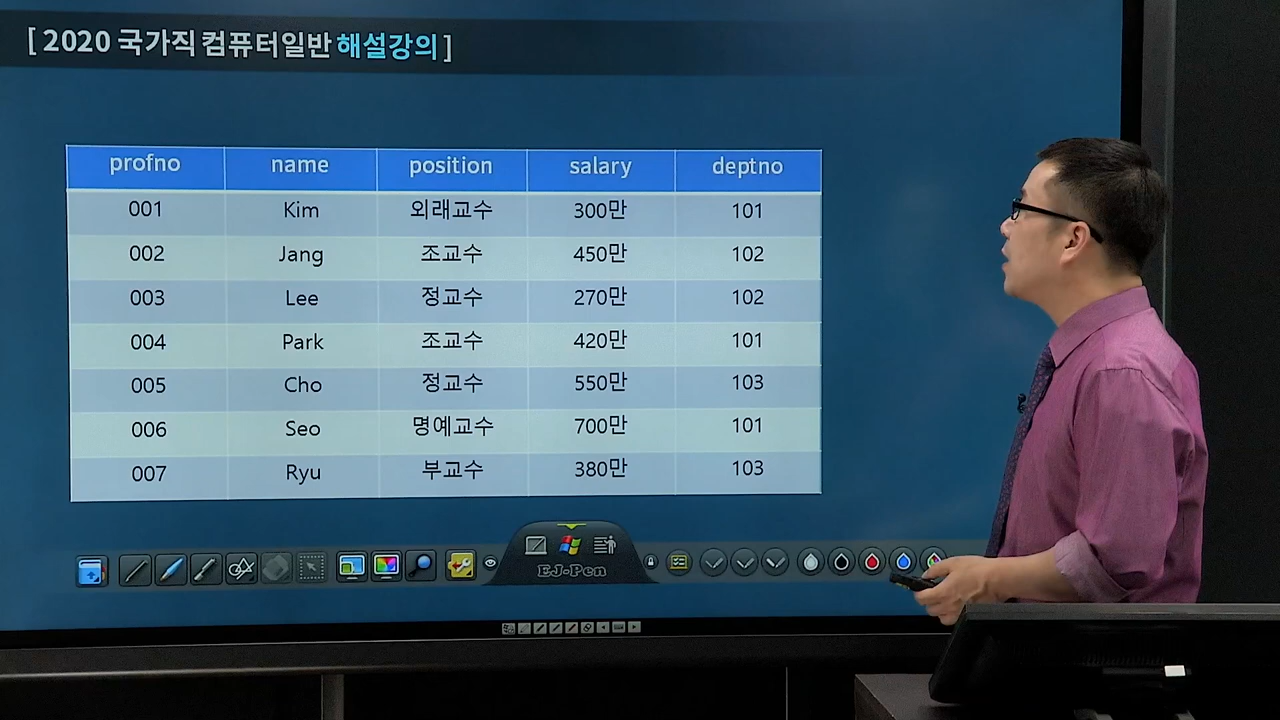 [ 2020 국가직 컴퓨터일반 해설강의 ]
profno name position salary deptno
001 Kim 외래교수 300만 101
002 Jang 조교수 450만 102
003 Lee 정교수 270만 102
004 Park 조교수 420만 101
005 Cho 정교수 550만 103
006 Seo 명예교수 700만 101
007 Ryu 부교수 380만 103
EJ-Pen